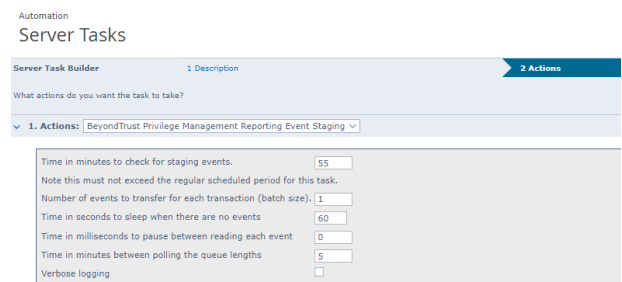 Automation
Server Tasks
Server Task Builder 1 Description 2 Actions
What actions do you want the task to take?
1. Actions: BeyondTrust Privilege Management Reporting Event Staging
Time in minutes to check for staging events. 55
Note this must not exceed the regular scheduled period for this task.
Number of events to transfer for each transaction (batch size). 1
Time in seconds to sleep when there are no events 60
Time in milliseconds to pause between reading each event 0
Time in minutes between polling the queue lengths 5
Verbose logging